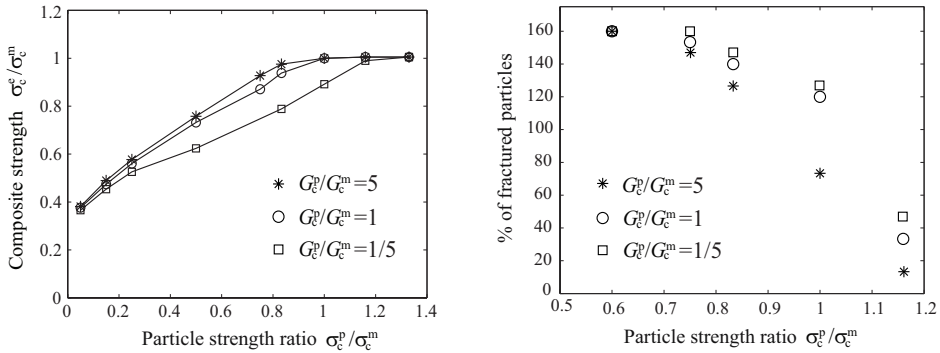 Composite strength σ_c^e/σ_c^m
1.2
1
0.8
0.6
0.4
0.2
0
0 0.2 0.4 0.6 0.8 1.0 1.2 1.4
Particle strength ratio σ_c^p/σ_c^m
G_c^p/G_c^m=5
G_c^p/G_c^m=1
G_c^p/G_c^m=1/5
% of fractured particles
160
180
140
120
160
80
60
40
20
0
0.5 0.6 0.7 0.8 0.9 1.0 1.1 1.2
Particle strength ratio σ_c^p/σ_c^m
G_c^p/G_c^m=5
G_c^p/G_c^m=1
G_c^p/G_c^m=1/5